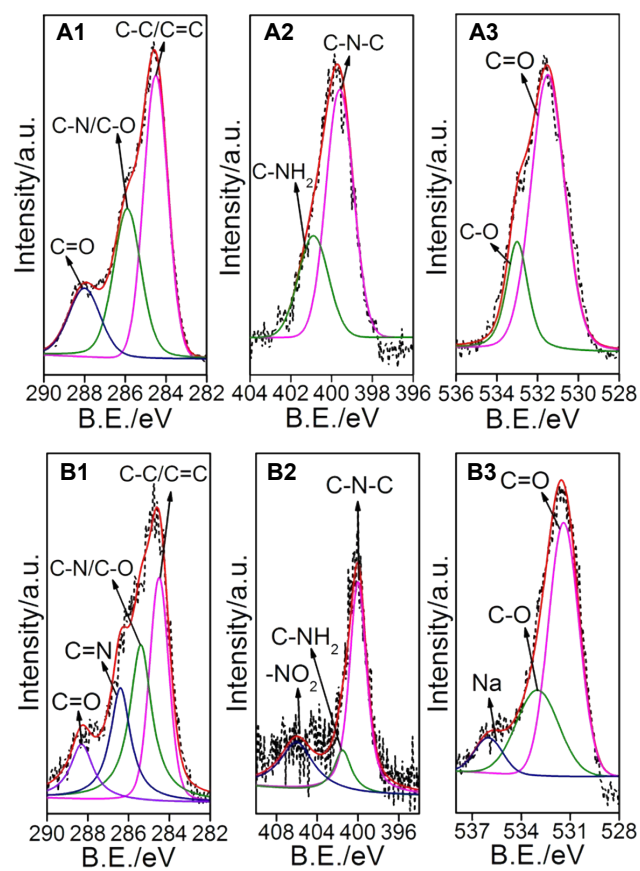 A1
C-C/C=C
C-N/C-O
C=O
Intensity/a.u.
290 288 286 284 282
B.E./eV
A2
C-N-C
C-NH2
Intensity/a.u.
404 402 400 398 396
B.E./eV
A3
C=O
C-O
Intensity/a.u.
536 534 532 530 528
B.E./eV
B1
C-C/C=C
C-N/C-O
C=N
C=O
Intensity/a.u.
290 288 286 284 282
B.E./eV
B2
C-N-C
C-NH2
-NO2
Intensity/a.u.
408 404 400 396
B.E./eV
B3
C=O
C-O
Na
Intensity/a.u.
537 534 531 528
B.E./eV